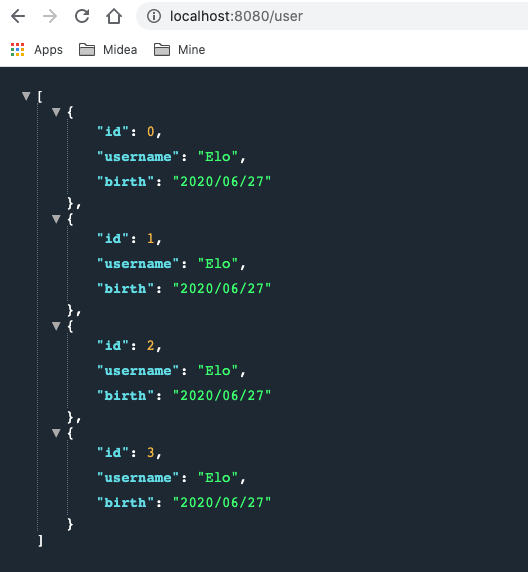 localhost:8080/user
Apps Midea Mine
[
{
"id": 0,
"username": "Elo",
"birth": "2020/06/27"
},
{
"id": 1,
"username": "Elo",
"birth": "2020/06/27"
},
{
"id": 2,
"username": "Elo",
"birth": "2020/06/27"
},
{
"id": 3,
"username": "Elo",
"birth": "2020/06/27"
}
]